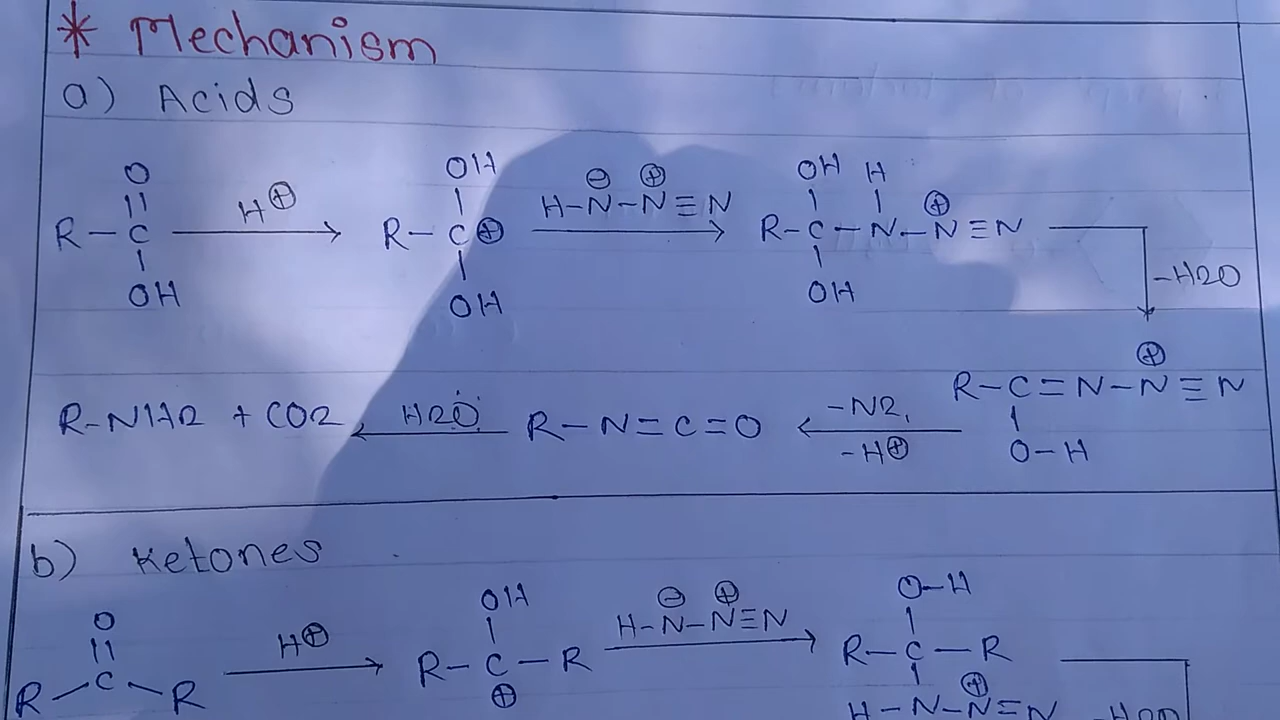 * Mechanism
a) Acids
O OH OH H
|| | | |
R – C H⊕ → R – C⊕ H–N⊖–N⊕≡N → R – C – N – N⊕≡N –H2O
| | |
OH OH OH
R–NH2 + CO2 ← H2O R – N = C = O ← –N2, –H⊕ R – C = N – N⊕≡N
|
O–H
b) Ketones
O OH O–H
|| | |
R – C – R H⊕ → R – C – R H–N⊖–N⊕≡N → R – C – R
⊕ |
H – N – N⊕≡N